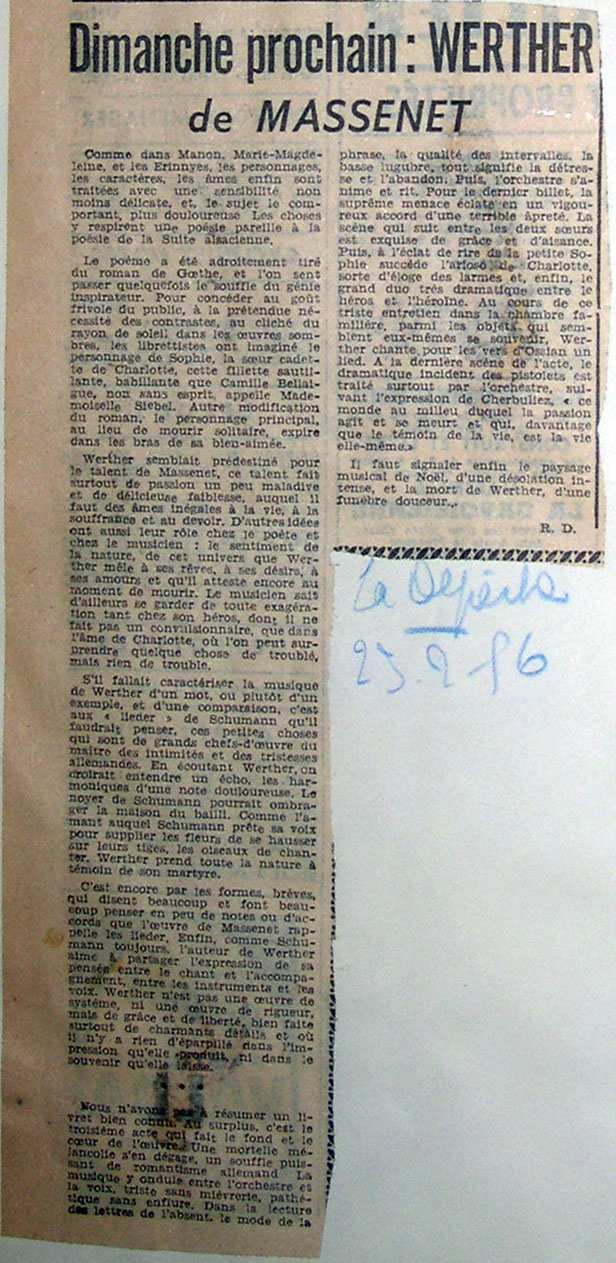 Dimanche prochain : WERTHER
de MASSENET
Comme dans Manon, Marie-Magde-
leine, et les Erinnyes, les personnages,
les caractères, les âmes enfin sont
traitées avec une sensibilité non
moins délicate, et, le sujet le com-
portant, plus douloureuse Les choses
y respirent une poésie pareille à la
poésie de la Suite alsacienne.
Le poème a été adroitement tiré
du roman de Gœthe, et l'on sent
passer quelquefois le souffle du génie
inspirateur. Pour concéder au goût
frivole du public, à la prétendue né-
cessité des contrastes, au cliché du
rayon de soleil dans les œuvres som-
bres, les librettistes ont imaginé le
personnage de Sophie, la sœur cadet-
te de Charlotte, cette fillette sautil-
lante, babillante que Camille Bellai-
gue, non sans esprit, appelle Made-
moiselle Siebel. Autre modification
du roman, le personnage principal,
au lieu de mourir solitaire, expire
dans les bras de sa bien-aimée.
Werther semblait prédestiné pour
le talent de Massenet, ce talent fait
surtout de passion un peu maladive
et de délicieuse faiblesse, auquel il
faut des âmes inégales à la vie, à la
souffrance et au devoir. D'autres idées
ont aussi leur rôle chez le poète et
chez le musicien : le sentiment de
la nature, de cet univers que Wer-
ther mêle à ses rêves, à ses désirs, à
ses amours et qu'il atteste encore au
moment de mourir. Le musicien sait
d'ailleurs se garder de toute exagéra-
tion tant chez son héros, dont il ne
fait pas un convulsionnaire, que dans
l'âme de Charlotte, où l'on peut sur-
prendre quelque chose de troublé,
mais rien de trouble.
S'il fallait caractériser la musique
de Werther d'un mot, ou plutôt d'un
exemple, et d'une comparaison, c'est
aux « lieder » de Schumann qu'il
faudrait penser, ces petites choses
qui sont de grands chefs-d'œuvre du
maître des intimités et des tristesses
allemandes. En écoutant Werther, on
croirait entendre un écho, les har-
moniques d'une note douloureuse. Le
noyer de Schumann pourrait ombra-
ger la maison du bailli. Comme l'a-
mant auquel Schumann prête sa voix
pour supplier les fleurs de se hausser
sur leurs tiges, les oiseaux de chan-
ter, Werther prend toute la nature à
témoin de son martyre.
C'est encore par les formes, brèves,
qui disent beaucoup et font beau-
coup penser en peu de notes ou d'ac-
cords que l'œuvre de Massenet rap-
pelle les lieder. Enfin, comme Schu-
mann toujours, l'auteur de Werther
aime à partager l'expression de sa
pensée entre le chant et l'accompa-
gnement, entre les instruments et les
voix. Werther n'est pas une œuvre de
système, ni une œuvre de rigueur,
mais de grâce et de liberté, bien faite
surtout de charmants détails et où
il n'y a rien d'éparpillé dans l'im-
pression qu'elle produit, ni dans le
souvenir qu'elle laisse.
Nous n'avons pas à résumer un li-
vret bien connu. Au surplus, c'est le
troisième acte qui fait le fond et le
cœur de l'œuvre. Une mortelle mé-
lancolie s'en dégage, un souffle puis-
sant de romantisme allemand La
musique y ondule entre l'orchestre et
la voix, triste sans mièvrerie, pathé-
tique sans enflure. Dans la lecture
des lettres de l'absent, le mode de la
phrase, la qualité des intervalles, la
basse lugubre, tout signifie la détres-
se et l'abandon. Puis, l'orchestre s'a-
nime et rit. Pour le dernier billet, la
suprême menace éclate en un vigou-
reux accord d'une terrible âpreté. La
scène qui suit entre les deux sœurs
est exquise de grâce et d'aisance.
Puis, à l'éclat de rire de la petite So-
phie succède l'arioso de Charlotte,
sorte d'éloge des larmes et, enfin, le
grand duo très dramatique entre le
héros et l'héroïne. Au cours de ce
triste entretien dans la chambre fa-
milière, parmi les objets qui sem-
blent eux-mêmes se souvenir, Wer-
ther chante pour les vers d'Ossian un
lied. A la dernière scène de l'acte, le
dramatique incident des pistolets est
traité surtout par l'orchestre, sui-
vant l'expression de Cherbuliez, « ce
monde au milieu duquel la passion
agit et se meurt et qui, davantage
que le témoin de la vie, est la vie
elle-même.»
Il faut signaler enfin le paysage
musical de Noël, d'une désolation in-
tense, et la mort de Werther, d'une
funèbre douceur...
R. D.
La Dépêche